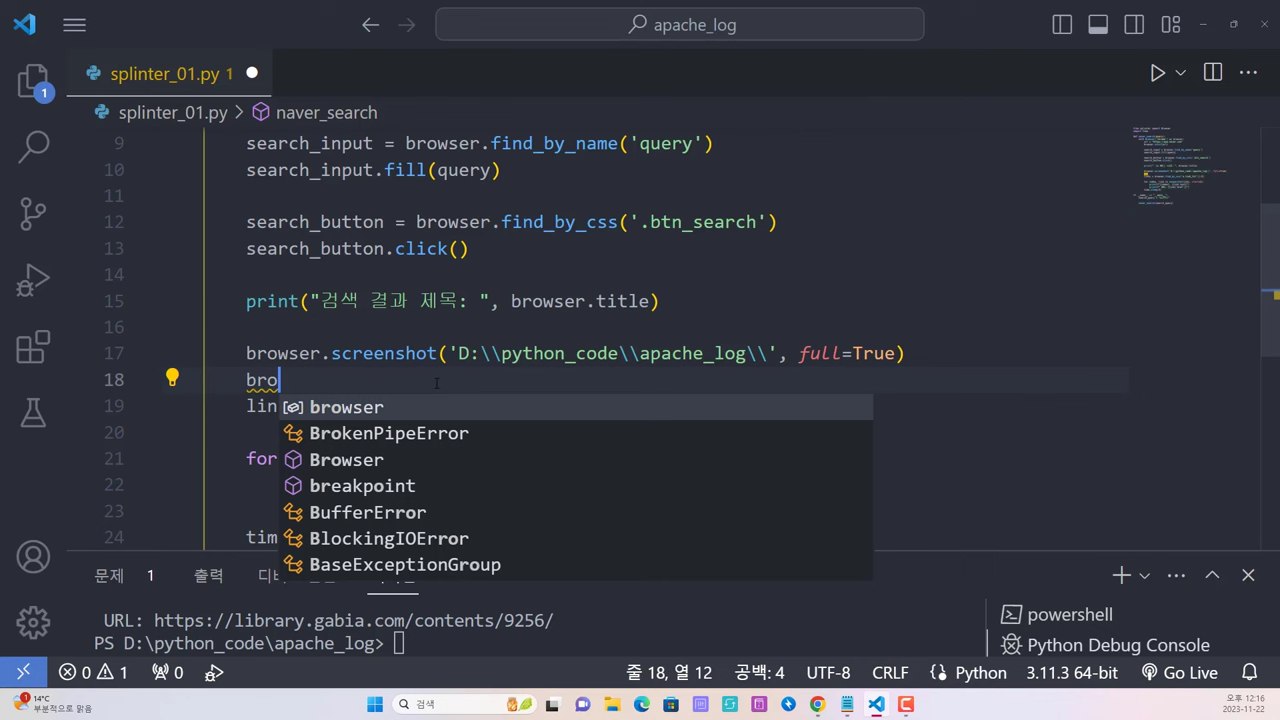 apache_log
splinter_01.py 1
splinter_01.py > naver_search
9 search_input = browser.find_by_name('query')
10 search_input.fill(query)
11
12 search_button = browser.find_by_css('.btn_search')
13 search_button.click()
14
15 print("검색 결과 제목: ", browser.title)
16
17 browser.screenshot('D:\\python_code\\apache_log\\', full=True)
18 bro
browser
19 lin
BrokenPipeError
20
Browser
21 for
breakpoint
22
BufferError
23
BlockingIOError
24 tim
BaseExceptionGroup
1
문제 1 출력 디
URL: https://library.gabia.com/contents/9256/
powershell
PS D:\python_code\apache_log>
Python Debug Console
0 1 0 줄 18, 열 12 공백: 4 UTF-8 CRLF Python 3.11.3 64-bit Go Live
1
14°C
부분적으로 맑음
검색
오후 12:16
2023-11-22